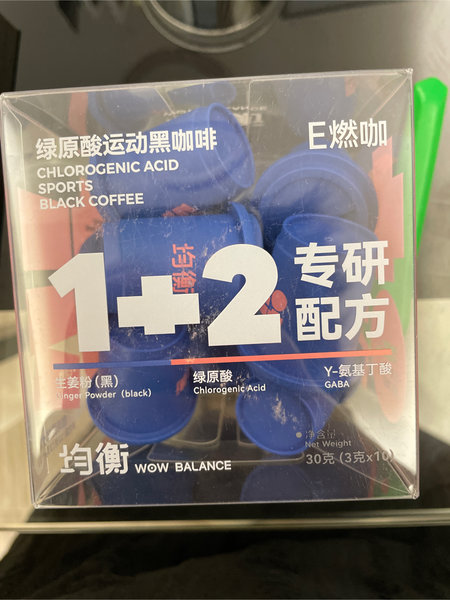 绿原酸运动黑咖啡
CHLOROGENIC ACID
SPORTS
BLACK COFFEE
E燃咖
1+2
专研
配方
生姜粉(黑)
Ginger Powder (black)
绿原酸
Chlorogenic Acid
Y-氨基丁酸
GABA
均衡
均衡 WOW BALANCE
净含量
Net Weight
30克 (3克x10)